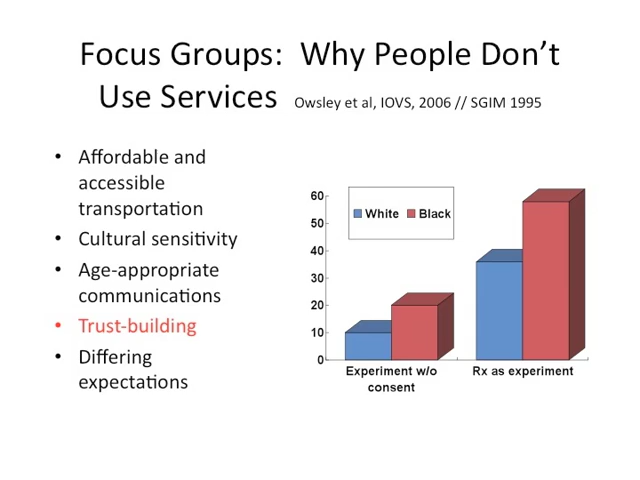 Focus Groups:  Why People Don’t
Use Services  Owsley et al, IOVS, 2006 // SGIM 1995
• Affordable and
accessible
transportation
• Cultural sensitivity
• Age-appropriate
communications
• Trust-building
• Differing
expectations
White Black
60
50
40
30
20
10
0
Experiment w/o
consent
Rx as experiment